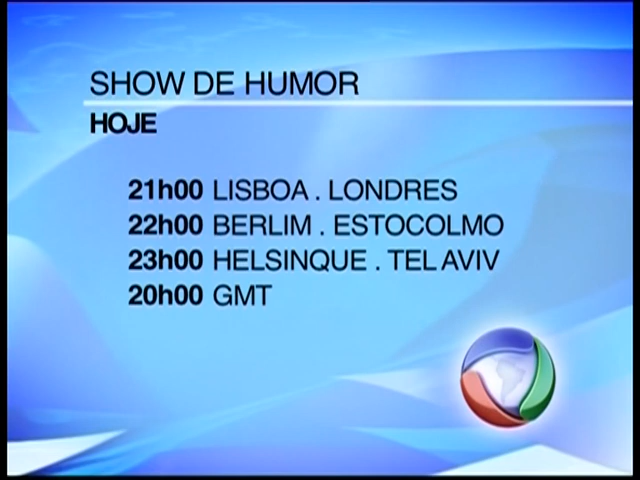 SHOW DE HUMOR
HOJE
21h00 LISBOA . LONDRES
22h00 BERLIM . ESTOCOLMO
23h00 HELSINQUE . TEL AVIV
20h00 GMT